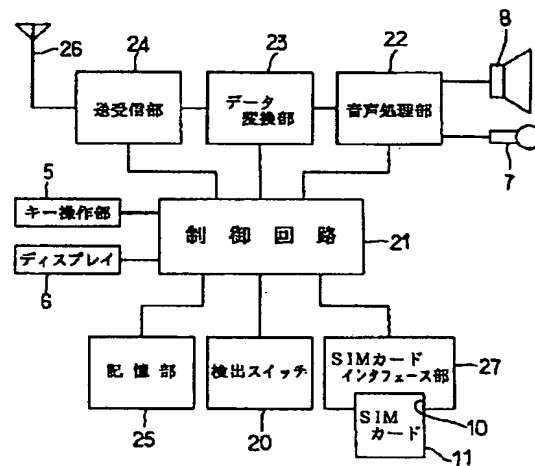 26
24
送受信部
23
データ
変換部
22
音声処理部
8
7
5
キー操作部
ディスプレイ
6
制御回路
21
記憶部
25
検出スイッチ
20
SIMカード
インタフェース部
27
SIM
カード
10
11